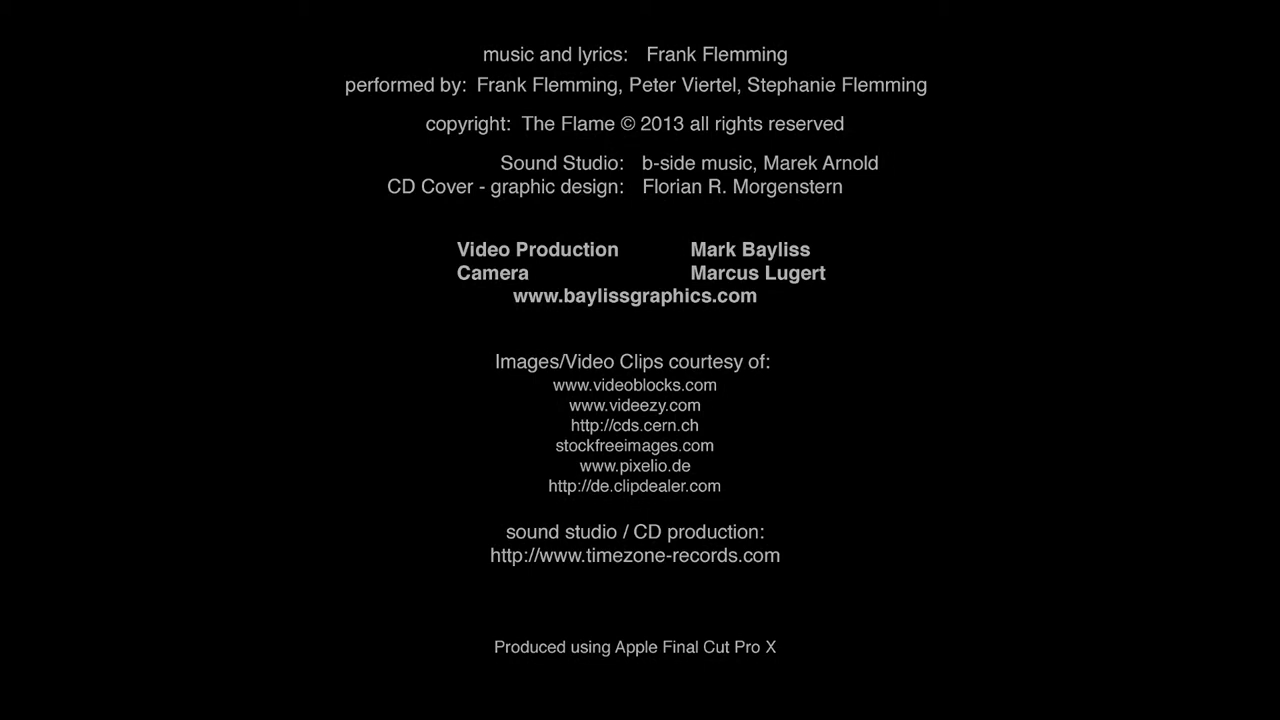 music and lyrics: Frank Flemming
performed by: Frank Flemming, Peter Viertel, Stephanie Flemming
copyright: The Flame © 2013 all rights reserved
Sound Studio: b-side music, Marek Arnold
CD Cover - graphic design: Florian R. Morgenstern
Video Production Mark Bayliss
Camera Marcus Lugert
www.baylissgraphics.com
Images/Video Clips courtesy of:
www.videoblocks.com
www.videezy.com
http://cds.cern.ch
stockfreeimages.com
www.pixelio.de
http://de.clipdealer.com
sound studio / CD production:
http://www.timezone-records.com
Produced using Apple Final Cut Pro X